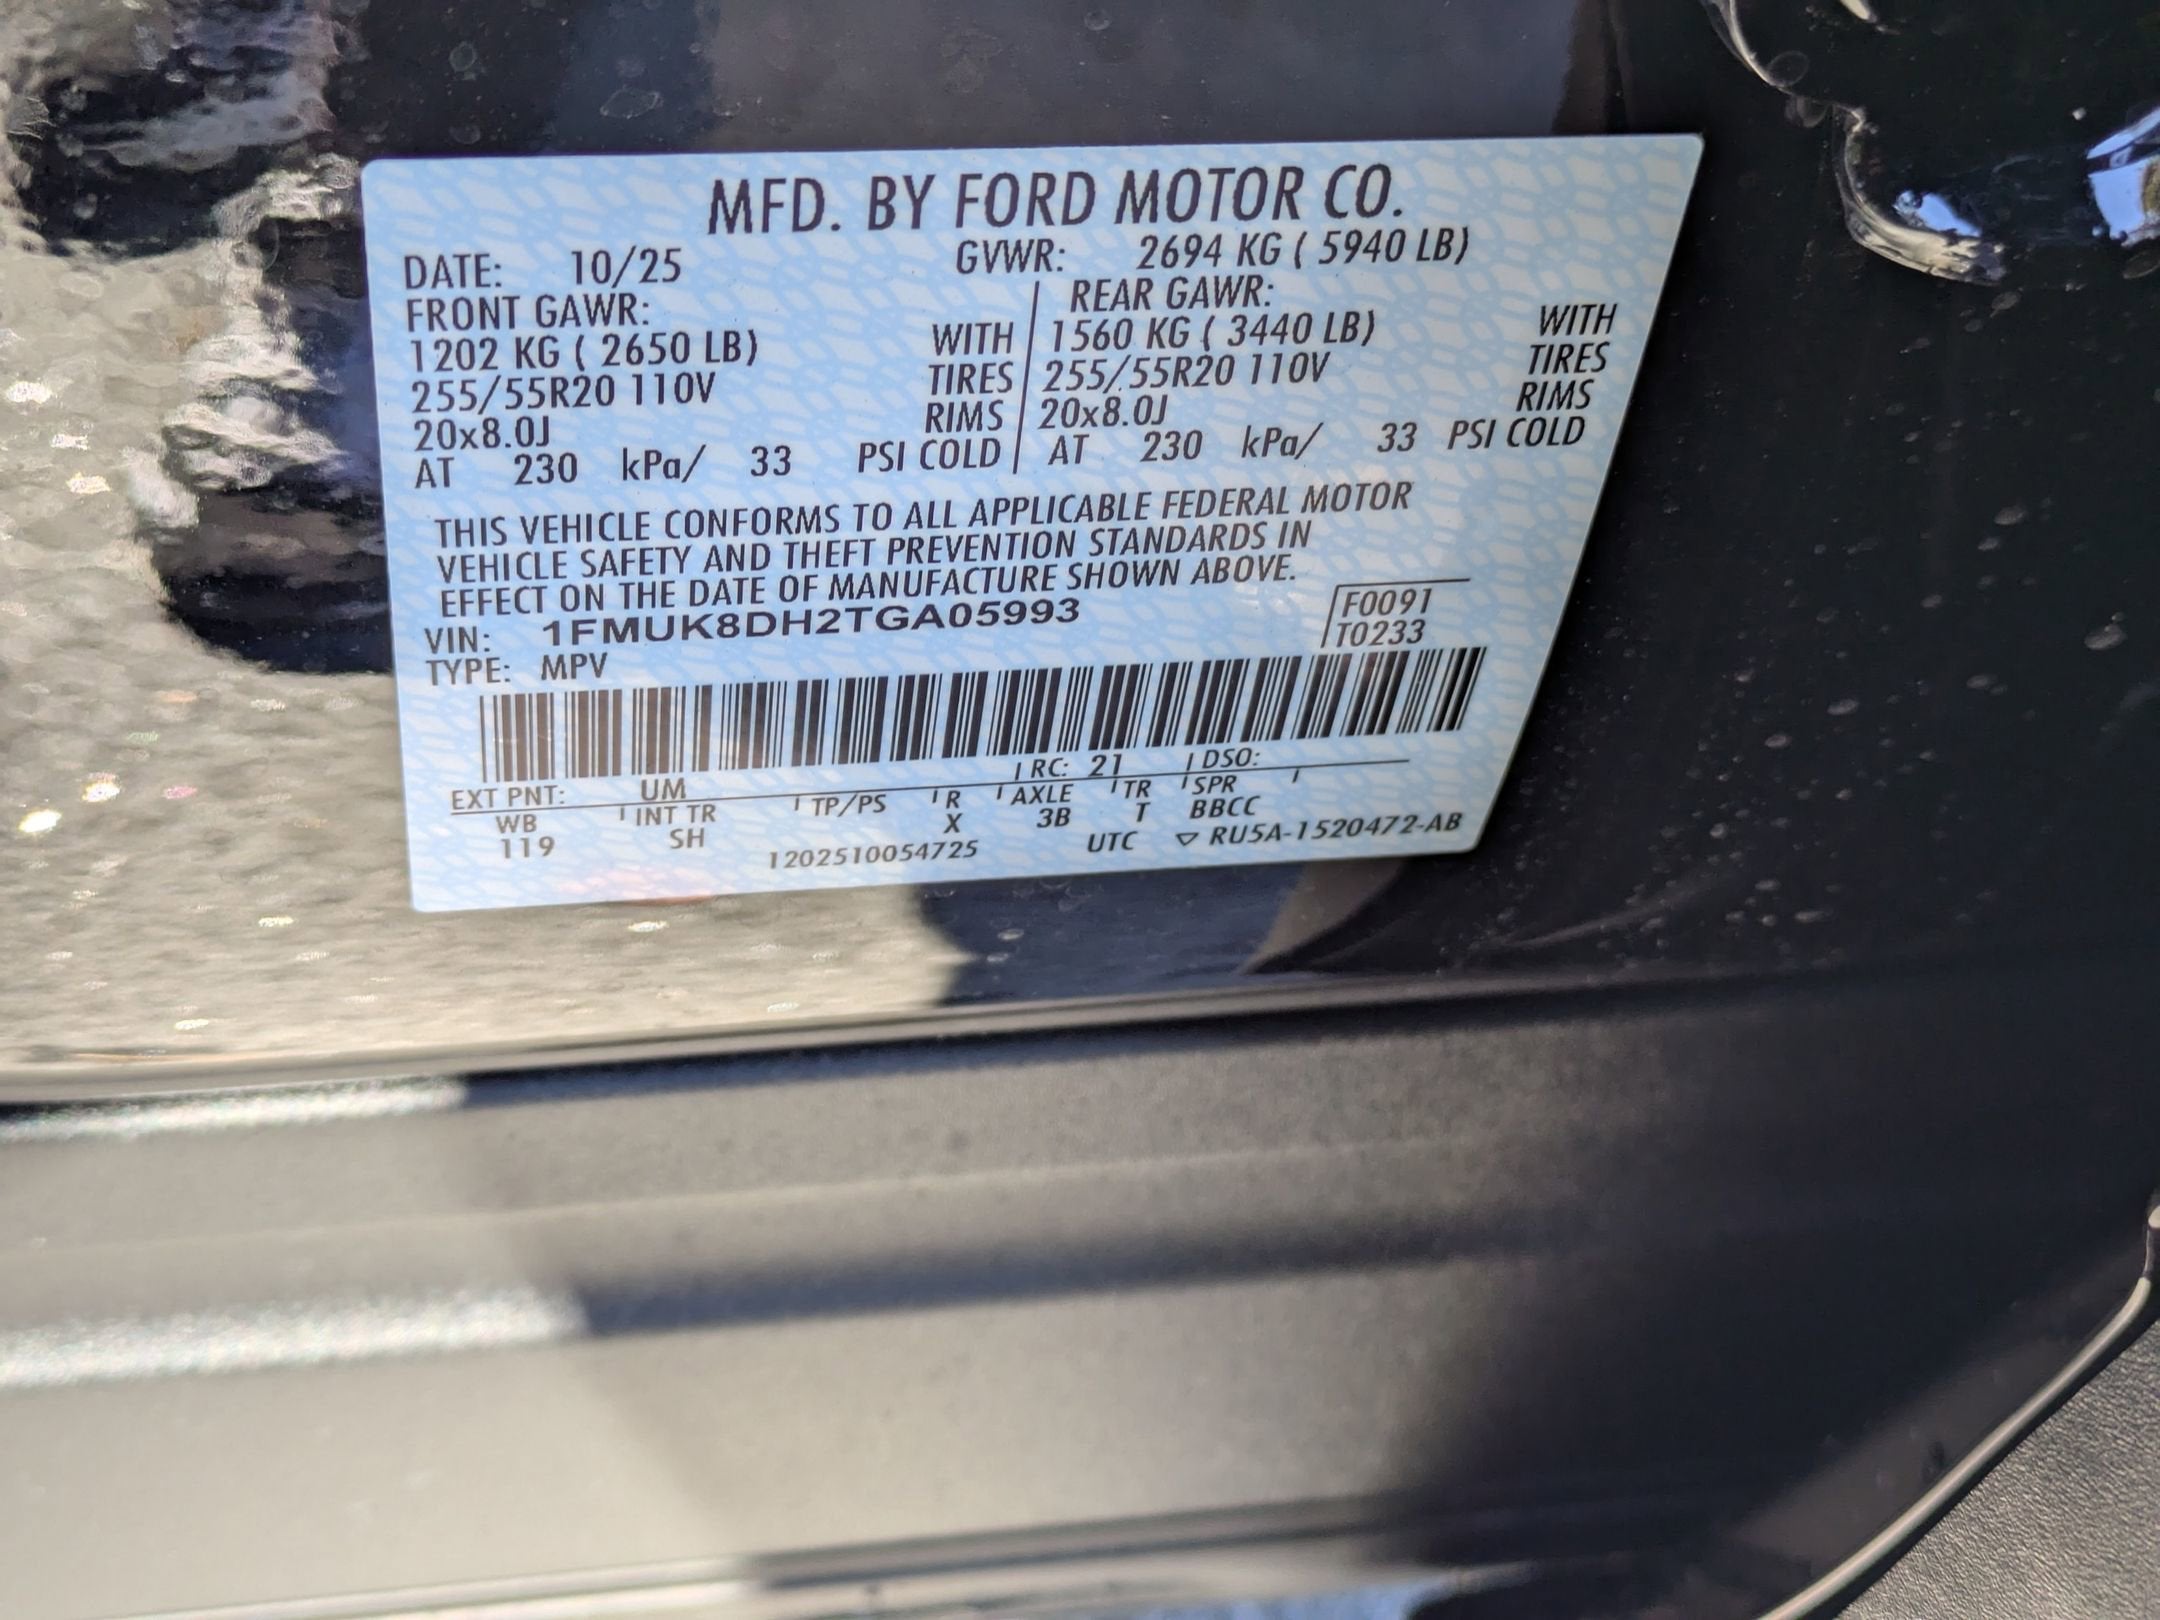 MFD. BY FORD MOTOR CO.
DATE: 10/25 GVWR: 2694 KG ( 5940 LB)
FRONT GAWR: REAR GAWR:
1202 KG ( 2650 LB) WITH 1560 KG ( 3440 LB) WITH
255/55R20 110V TIRES 255/55R20 110V TIRES
20x8.0J RIMS 20x8.0J RIMS
AT 230 kPa/ 33 PSI COLD AT 230 kPa/ 33 PSI COLD
THIS VEHICLE CONFORMS TO ALL APPLICABLE FEDERAL MOTOR
VEHICLE SAFETY AND THEFT PREVENTION STANDARDS IN
EFFECT ON THE DATE OF MANUFACTURE SHOWN ABOVE.
VIN: 1FMUK8DH2TGA05993 F0091
TYPE: MPV T0233
EXT PNT: UM RC: 21 DSO:
WB INT TR TP/PS R AXLE TR SPR
119 SH X 3B T BBCC
1202510054725 UTC ▽ RU5A-1520472-AB